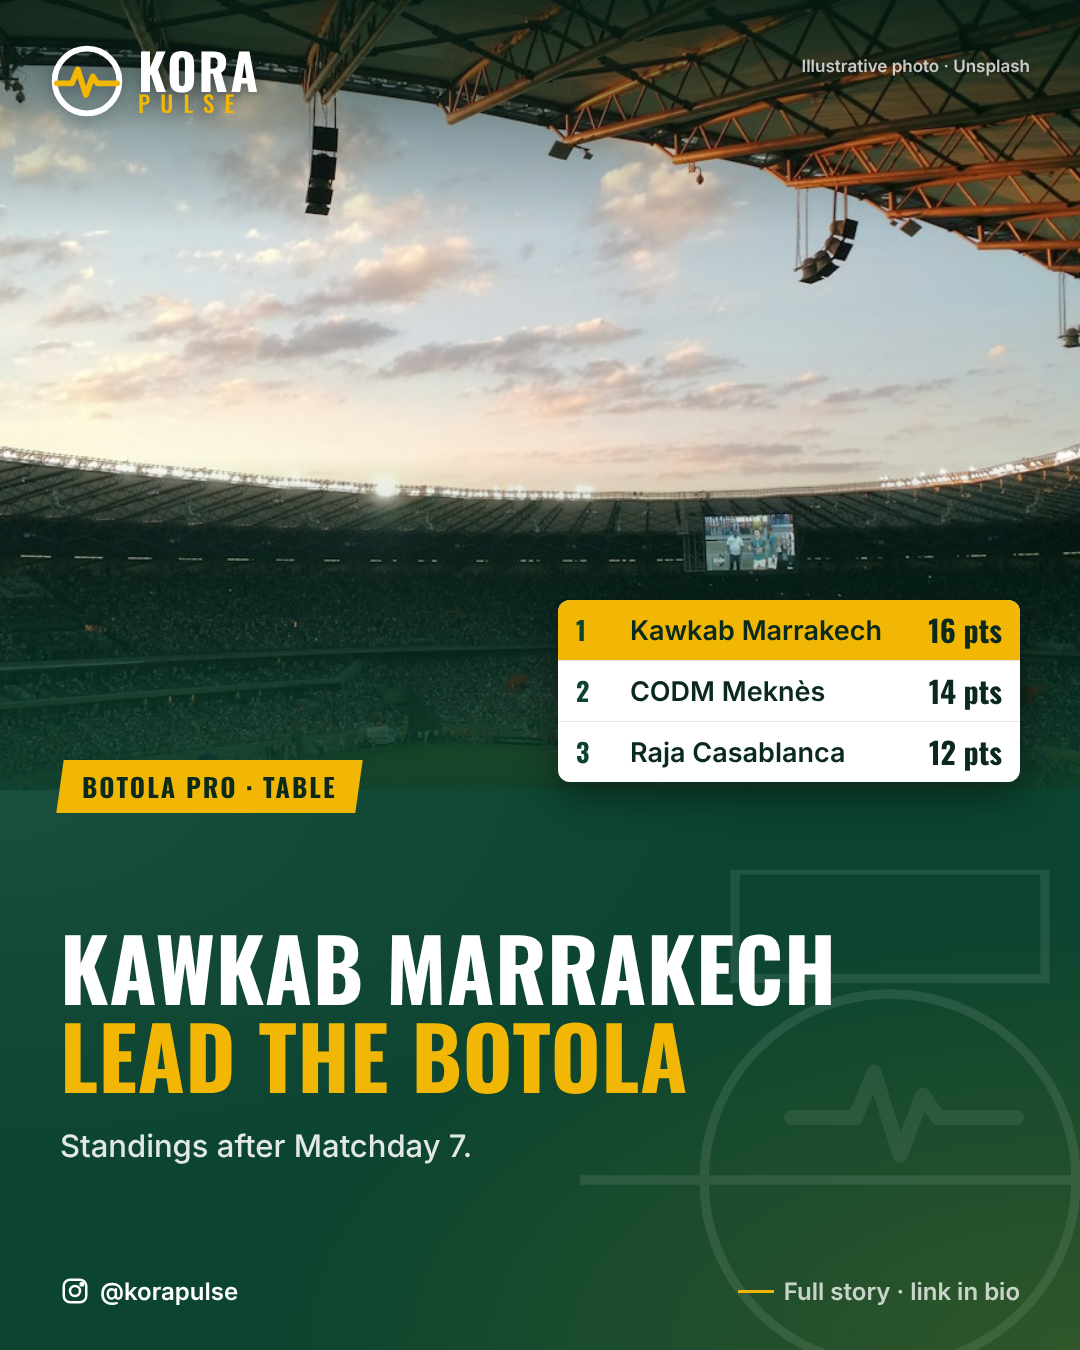 KORA
PULSE
Illustrative photo · Unsplash
1 Kawkab Marrakech 16 pts
2 CODM Meknès 14 pts
3 Raja Casablanca 12 pts
BOTOLA PRO · TABLE
KAWKAB MARRAKECH
LEAD THE BOTOLA
Standings after Matchday 7.
@korapulse
Full story · link in bio